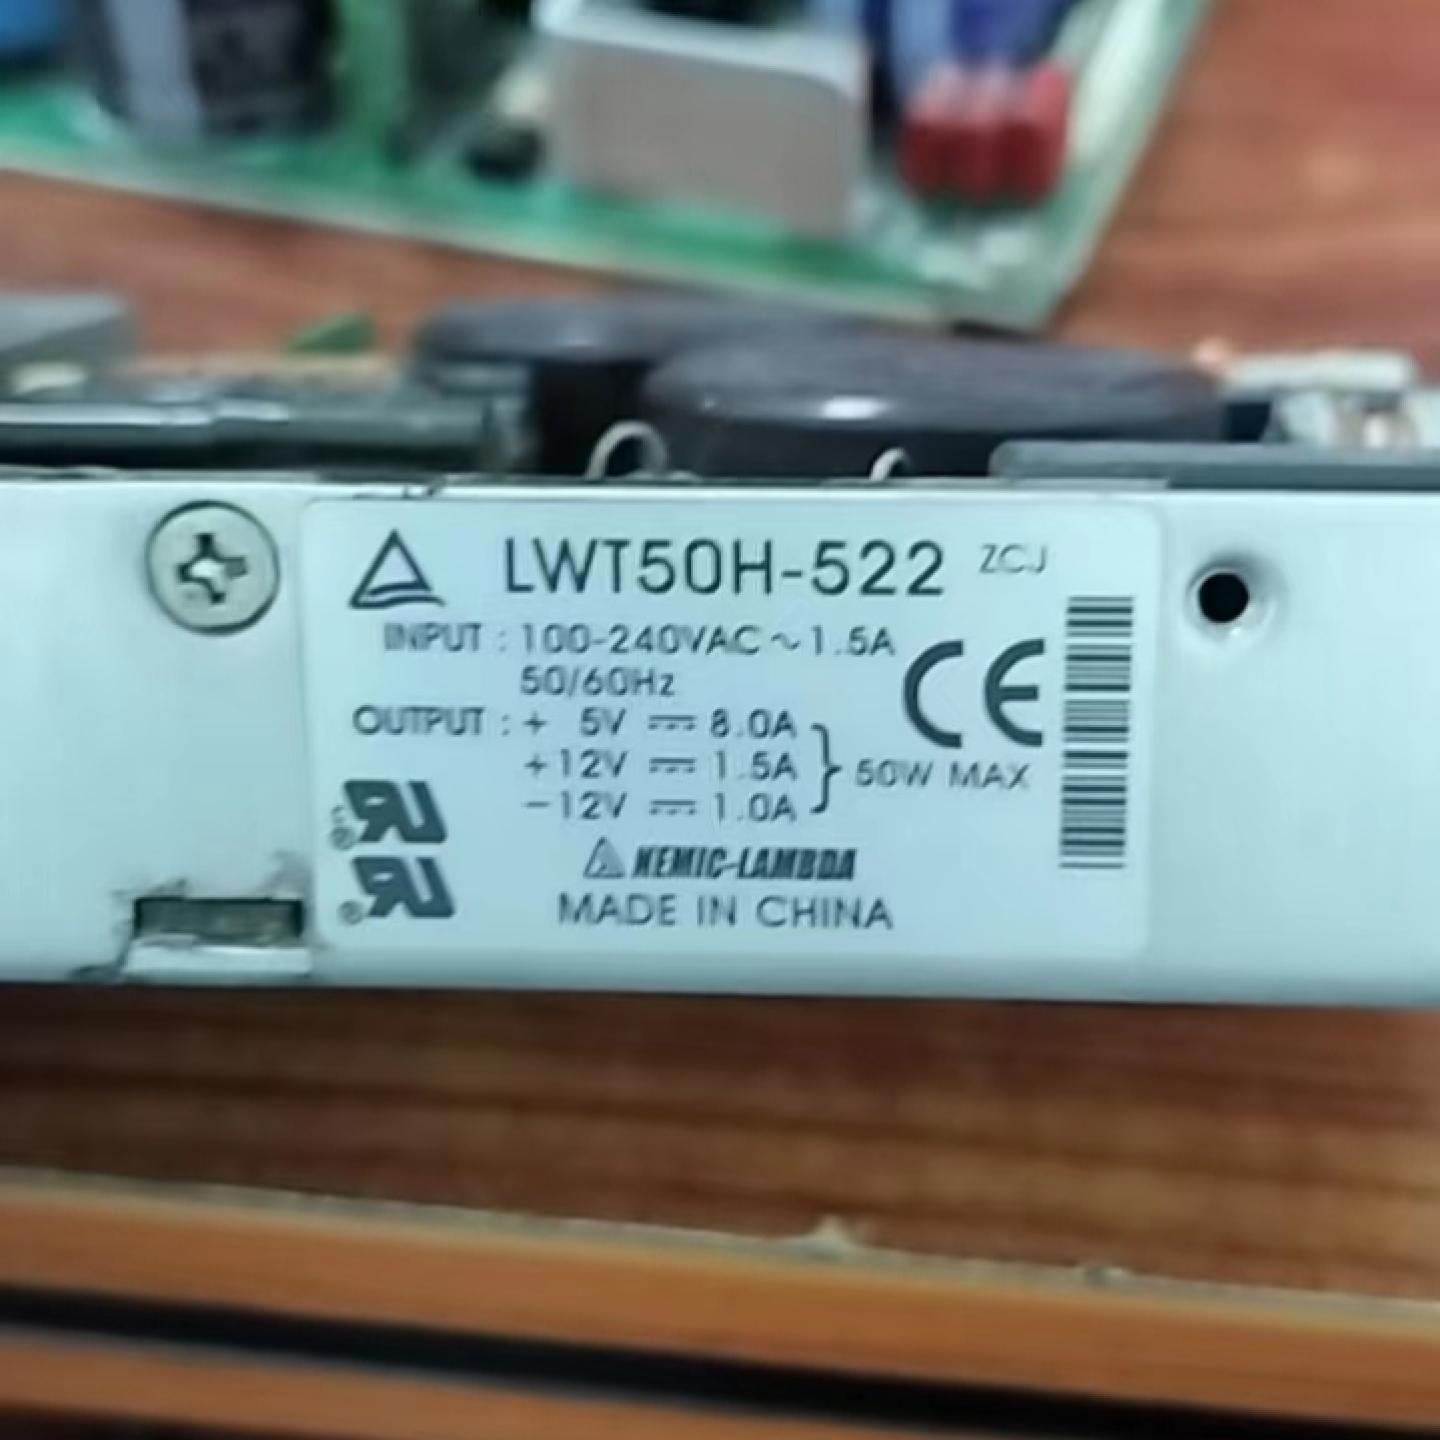 LWT50H-522 ZCJ
INPUT : 100-240VAC ~ 1.5A
50/60Hz
OUTPUT : + 5V ⎓ 8.0A
+12V ⎓ 1.5A
-12V ⎓ 1.0A
50W MAX
CE
NEMIC-LAMBDA
MADE IN CHINA